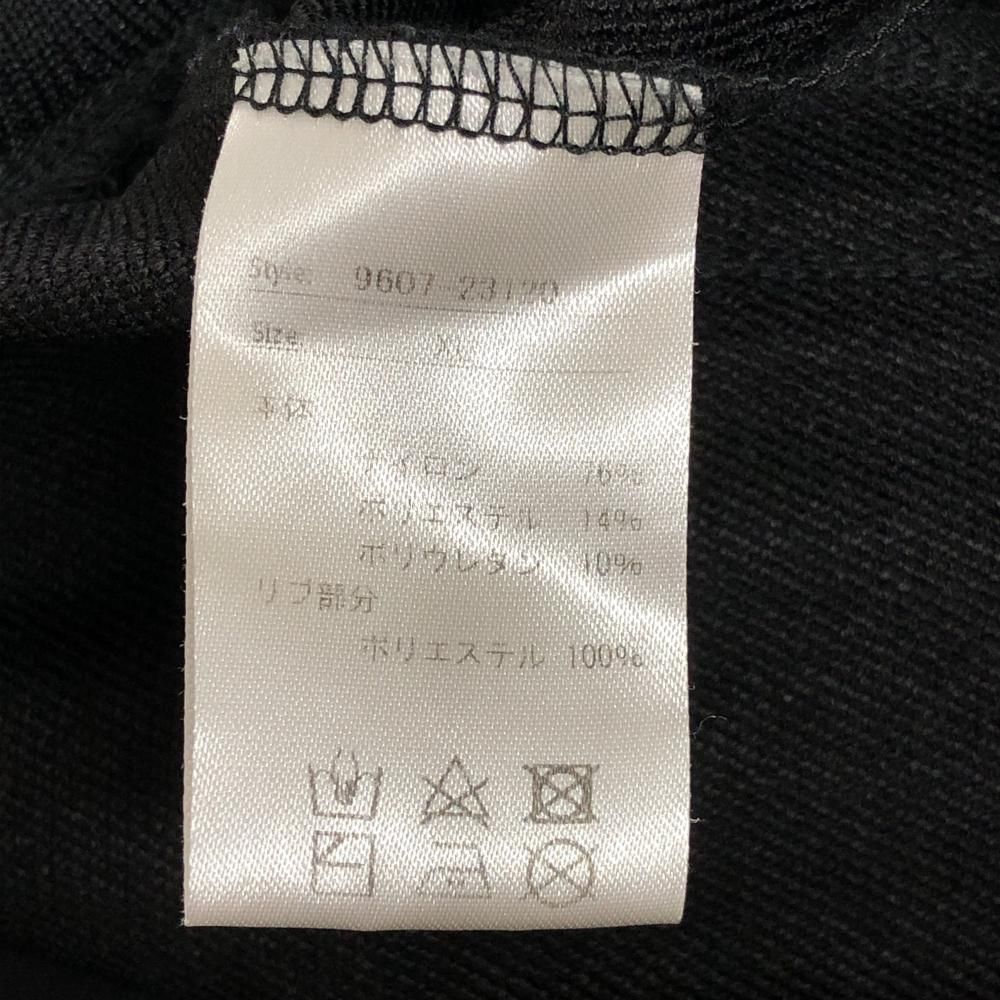 Style: 9607-23120
Size: XL
本体
ナイロン 76%
ポリエステル 14%
ポリウレタン 10%
リブ部分
ポリエステル 100%